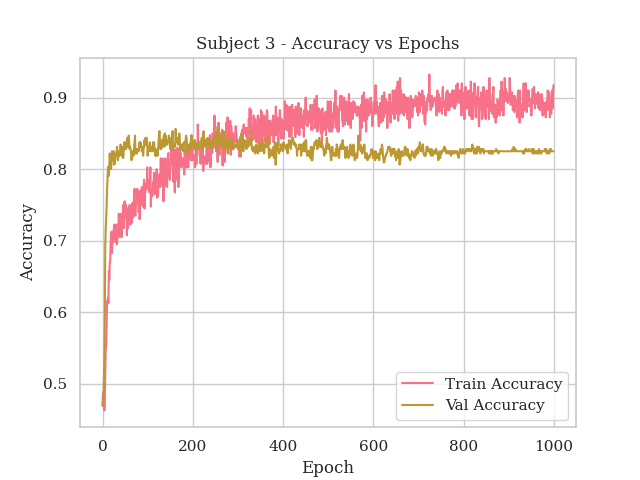 Subject 3 - Accuracy vs Epochs
Accuracy
0.9
0.8
0.7
0.6
0.5
Train Accuracy
Val Accuracy
0 200 400 600 800 1000
Epoch